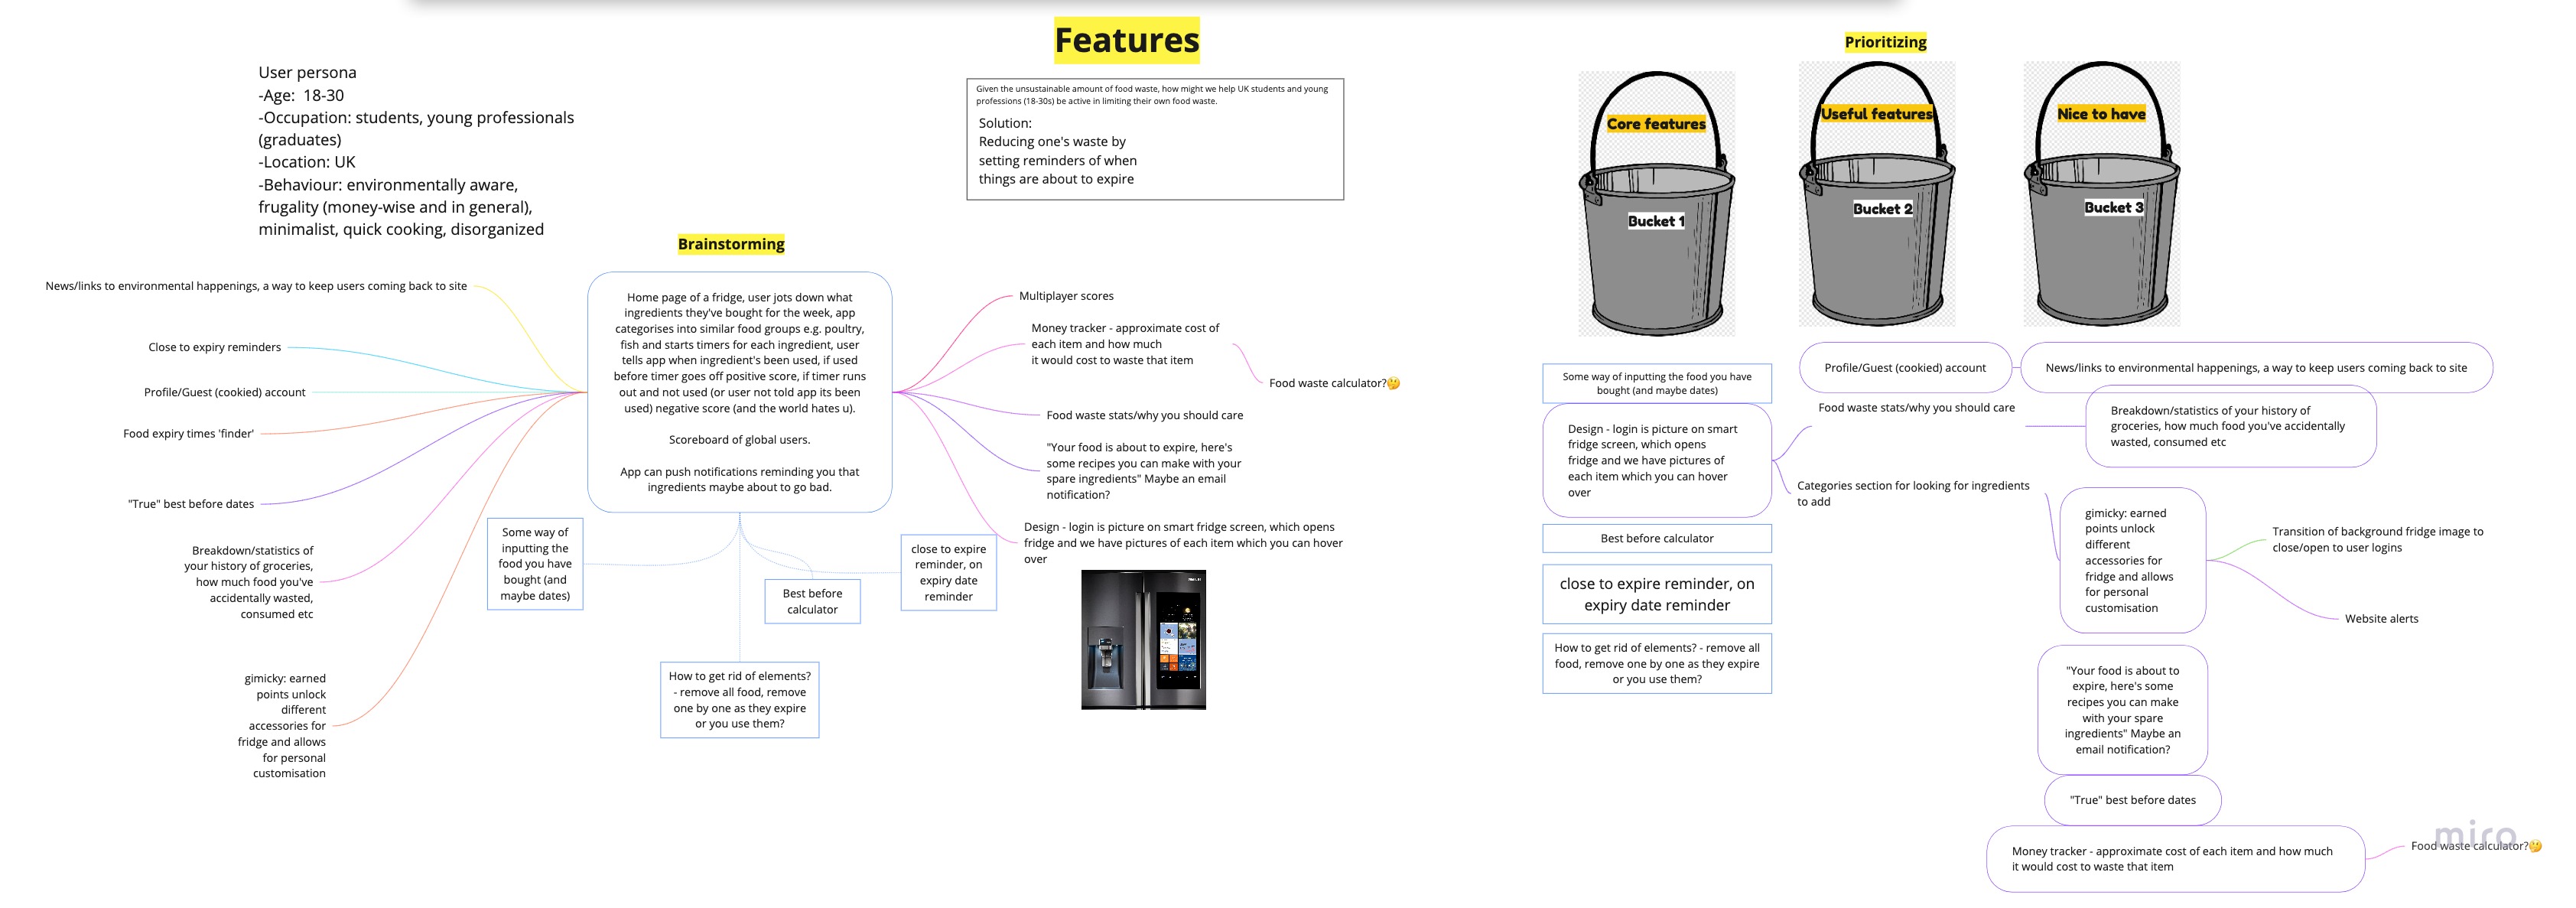 Features
User persona
-Age:  18-30
-Occupation: students, young professionals
(graduates)
-Location: UK
-Behaviour: environmentally aware,
frugality (money-wise and in general),
minimalist, quick cooking, disorganized
Given the unsustainable amount of food waste, how might we help UK students and young
professions (18-30s) be active in limiting their own food waste.
Solution:
Reducing one's waste by
setting reminders of when
things are about to expire
Brainstorming
News/links to environmental happenings, a way to keep users coming back to site
Close to expiry reminders
Profile/Guest (cookied) account
Food expiry times 'finder'
"True" best before dates
Breakdown/statistics of
your history of groceries,
how much food you've
accidentally wasted,
consumed etc
gimicky: earned
points unlock
different
accessories for
fridge and allows
for personal
customisation
Home page of a fridge, user jots down what
ingredients they've bought for the week, app
categorises into similar food groups e.g. poultry,
fish and starts timers for each ingredient, user
tells app when ingredient's been used, if used
before timer goes off positive score, if timer runs
out and not used (or user not told app its been
used) negative score (and the world hates u).
Scoreboard of global users.
App can push notifications reminding you that
ingredients maybe about to go bad.
Some way of
inputting the
food you have
bought (and
maybe dates)
How to get rid of elements?
- remove all food, remove
one by one as they expire
or you use them?
Best before
calculator
close to expire
reminder, on
expiry date
reminder
Multiplayer scores
Money tracker - approximate cost of
each item and how much
it would cost to waste that item
Food waste calculator?🤔
Food waste stats/why you should care
"Your food is about to expire, here's
some recipes you can make with your
spare ingredients" Maybe an email
notification?
Design - login is picture on smart fridge screen, which opens
fridge and we have pictures of each item which you can hover
over
Prioritizing
Core features
Bucket 1
Useful features
Bucket 2
Nice to have
Bucket 3
Some way of inputting the food you have
bought (and maybe dates)
Design - login is picture on smart
fridge screen, which opens
fridge and we have pictures of
each item which you can hover
over
Best before calculator
close to expire reminder, on
expiry date reminder
How to get rid of elements? - remove all
food, remove one by one as they expire
or you use them?
Profile/Guest (cookied) account
Food waste stats/why you should care
Categories section for looking for ingredients
to add
News/links to environmental happenings, a way to keep users coming back to site
Breakdown/statistics of your history of
groceries, how much food you've accidentally
wasted, consumed etc
gimicky: earned
points unlock
different
accessories for
fridge and allows
for personal
customisation
Transition of background fridge image to
close/open to user logins
Website alerts
"Your food is about to
expire, here's some
recipes you can make
with your spare
ingredients" Maybe an
email notification?
"True" best before dates
Money tracker - approximate cost of each item and how much
it would cost to waste that item
Food waste calculator?🤔
miro